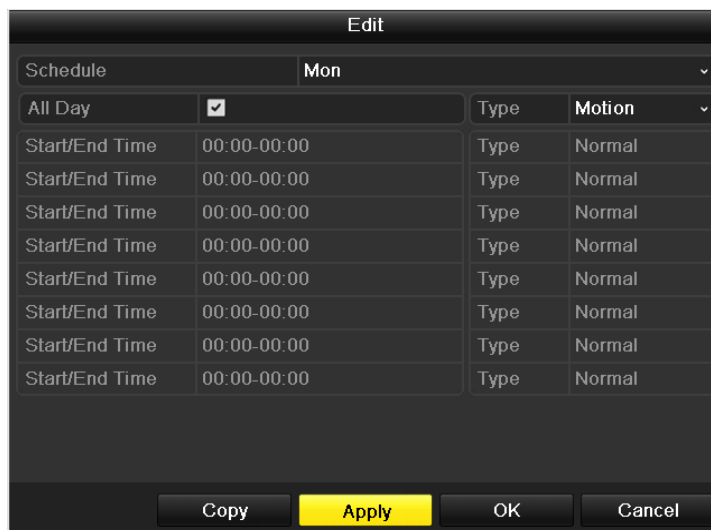 Edit
Schedule Mon
All Day Type Motion
Start/End Time 00:00-00:00 Type Normal
Start/End Time 00:00-00:00 Type Normal
Start/End Time 00:00-00:00 Type Normal
Start/End Time 00:00-00:00 Type Normal
Start/End Time 00:00-00:00 Type Normal
Start/End Time 00:00-00:00 Type Normal
Start/End Time 00:00-00:00 Type Normal
Start/End Time 00:00-00:00 Type Normal
Copy Apply OK Cancel